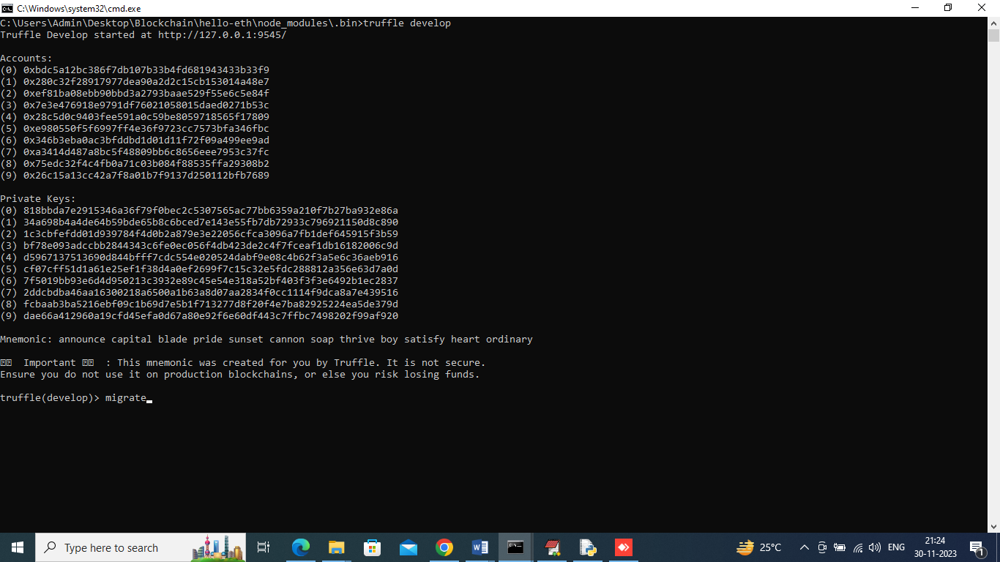 C:\Windows\system32\cmd.exe
C:\Users\Admin\Desktop\Blockchain\hello-eth\node_modules\.bin>truffle develop
Truffle Develop started at http://127.0.0.1:9545/
Accounts:
(0) 0xbdc5a12bc386f7db107b33b4fd681943433b33f9
(1) 0x280c32f28917977dea90a2d2c15cb153014a48e7
(2) 0xef81ba08ebb90bbd3a2793baae529f55e6c5e84f
(3) 0x7e3e476918e9791df76021058015daed0271b53c
(4) 0x28c5d0c9403fee591a0c59be8059718565f17809
(5) 0xe980550f5f6997ff4e36f9723cc7573bfa346fbc
(6) 0x346b3eba0ac3bfddbd1d01d11f72f09a499ee9ad
(7) 0xa3414d487a8bc5f48809bb6c8656eee7953c37fc
(8) 0x75edc32f4c4fb0a71c03b084f88535ffa29308b2
(9) 0x26c15a13cc42a7f8a01b7f9137d250112bfb7689
Private Keys:
(0) 818bbda7e2915346a36f79f0bec2c5307565ac77bb6359a210f7b27ba932e86a
(1) 34a698b4a4de64b59bde65b8c6bced7e143e55fb7db72933c796921150d8c890
(2) 1c3cbfefdd01d939784f4d0b2a879e3e22056cfca3096a7fb1def645915f3b59
(3) bf78e093adccbb2844343c6fe0ec056f4db423de2c4f7fceaf1db16182006c9d
(4) d5967137513690d844bfff7cdc554e020524dabf9e08c4b62f3a5e6c36aeb916
(5) cf07cff51d1a61e25ef1f38d4a0ef2699f7c15c32e5fdc288812a356e63d7a0d
(6) 7f5019bb93e6d4d950213c3932e89c45e54e318a52bf403f3f3e6492b1ec2837
(7) 2ddcbdba46aa16300218a6500a1b63a8d07aa2834f0cc1114f9dca8a7e439516
(8) fcbaab3ba5216ebf09c1b69d7e5b1f713277d8f20f4e7ba82925224ea5de379d
(9) dae66a412960a19cfd45efa0d67a80e92f6e60df443c7ffbc7498202f99af920
Mnemonic: announce capital blade pride sunset cannon soap thrive boy satisfy heart ordinary
Important : This mnemonic was created for you by Truffle. It is not secure.
Ensure you do not use it on production blockchains, or else you risk losing funds.
truffle(develop)> migrate
Type here to search
25°C
ENG
21:24
30-11-2023
1